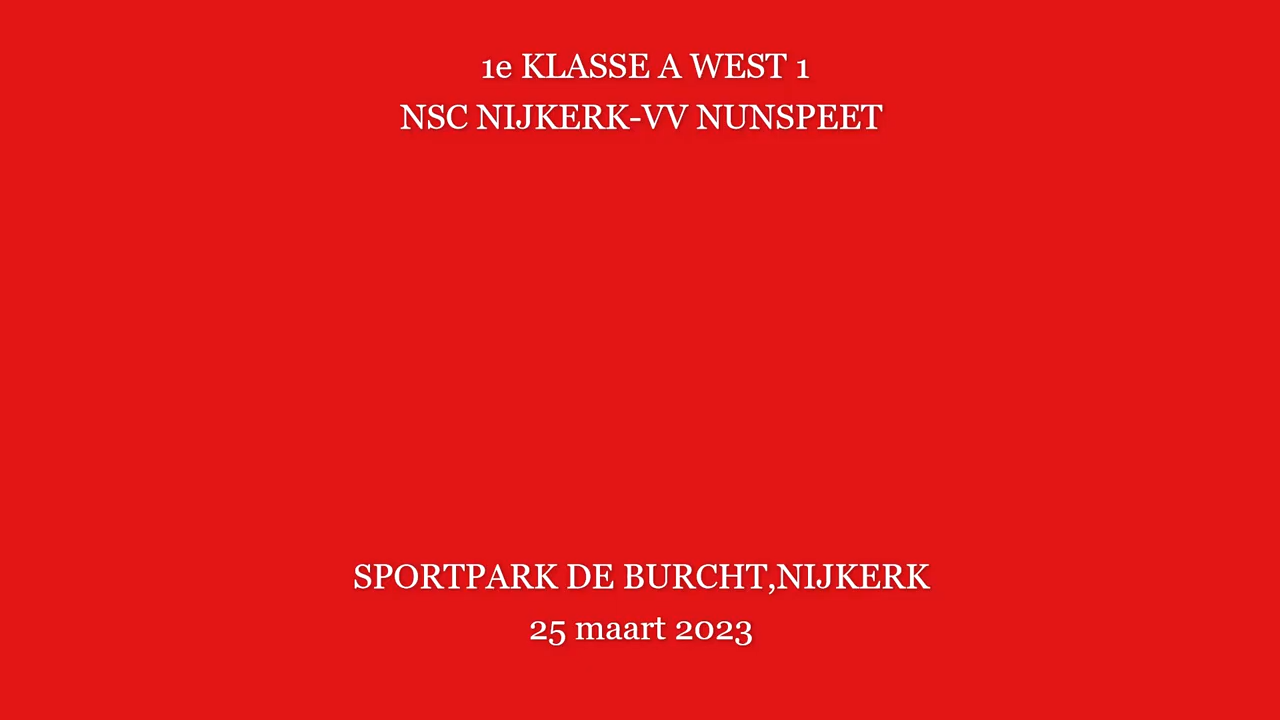 1e KLASSE A WEST 1
NSC NIJKERK-VV NUNSPEET
SPORTPARK DE BURCHT,NIJKERK
25 maart 2023